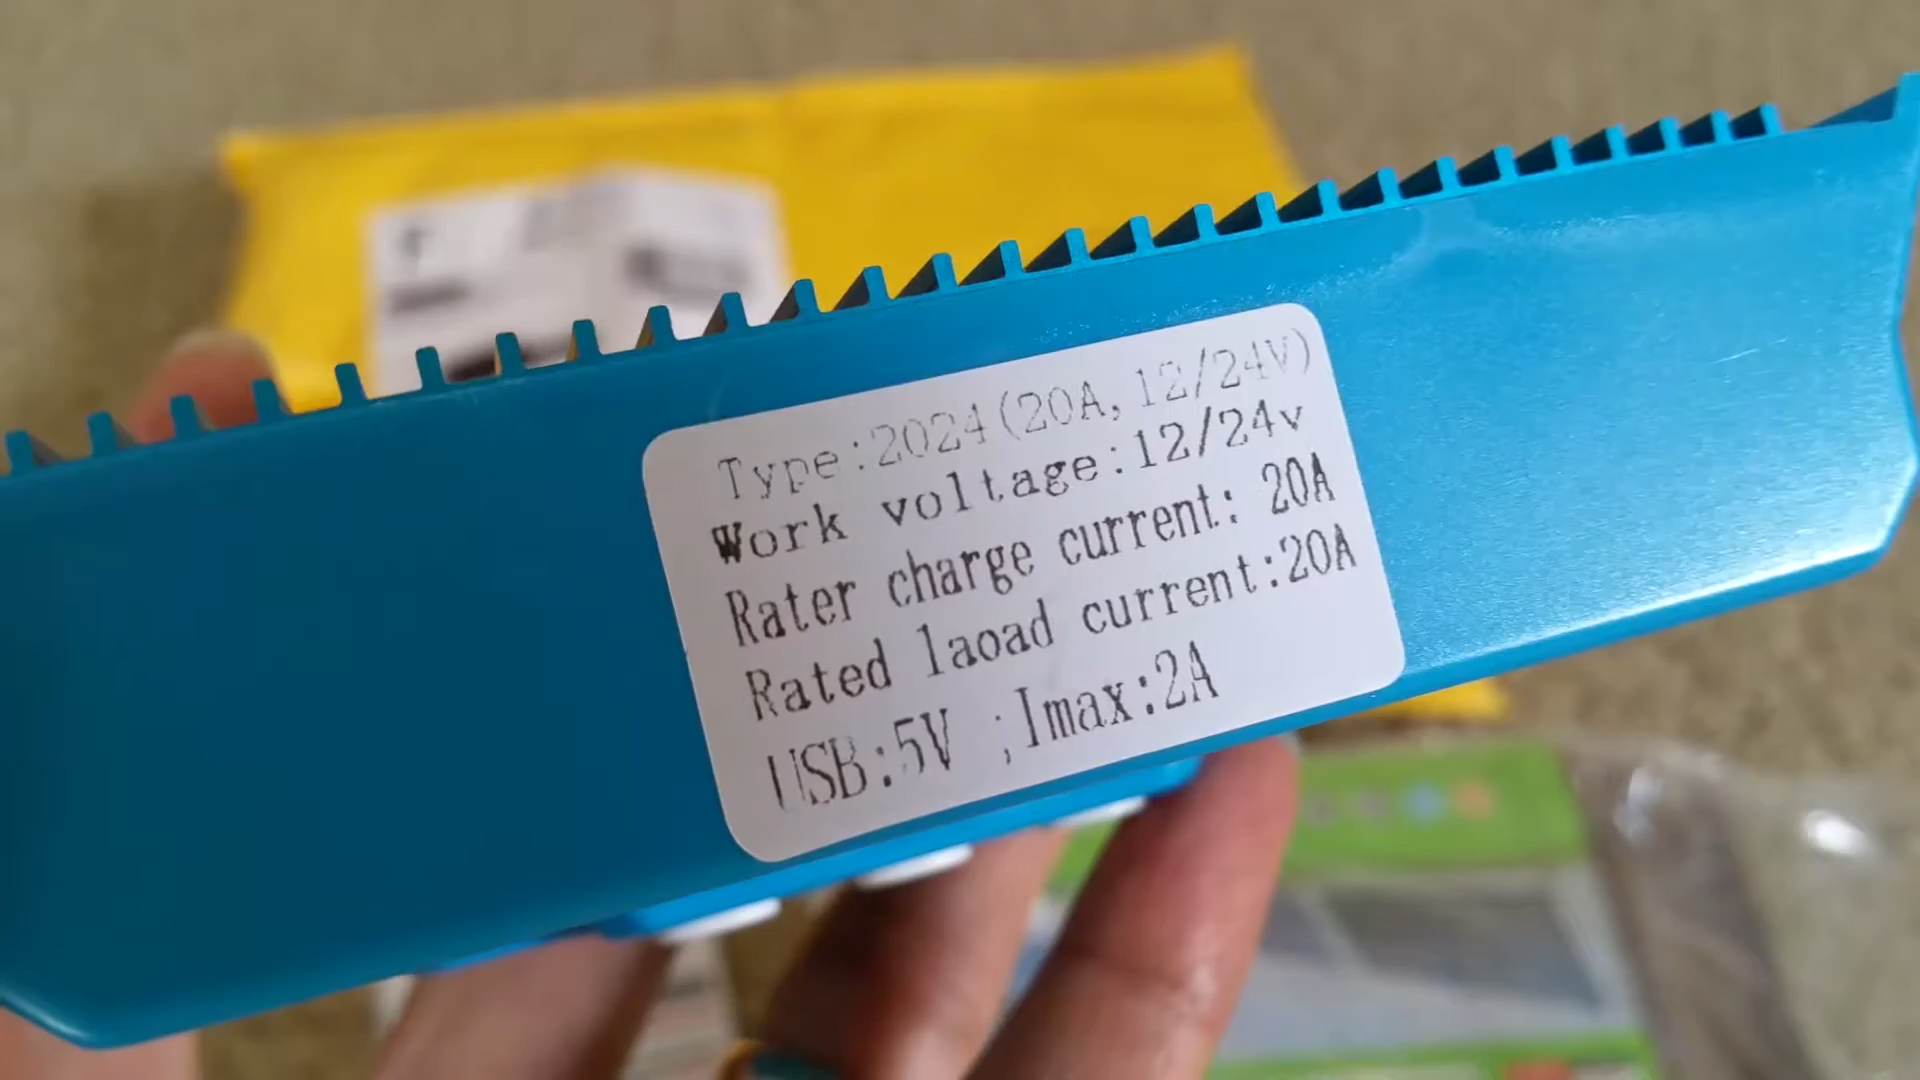 Type:2024(20A, 12/24V)
Work voltage:12/24v
Rater charge current: 20A
Rated laoad current:20A
USB:5V ;Imax:2A